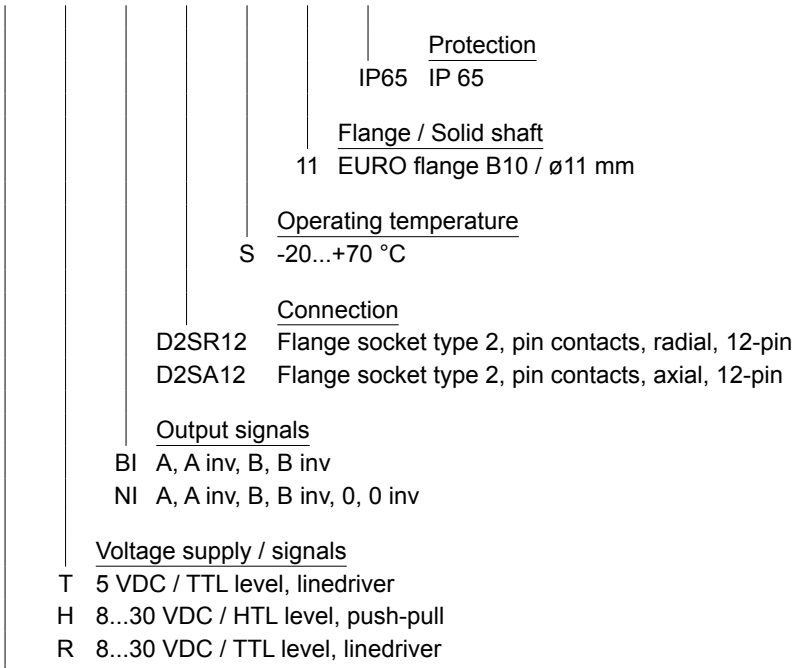 Protection
IP65 IP 65
Flange / Solid shaft
11 EURO flange B10 / ø11 mm
Operating temperature
S -20...+70 °C
Connection
D2SR12 Flange socket type 2, pin contacts, radial, 12-pin
D2SA12 Flange socket type 2, pin contacts, axial, 12-pin
Output signals
BI A, A inv, B, B inv
NI A, A inv, B, B inv, 0, 0 inv
Voltage supply / signals
T 5 VDC / TTL level, linedriver
H 8...30 VDC / HTL level, push-pull
R 8...30 VDC / TTL level, linedriver